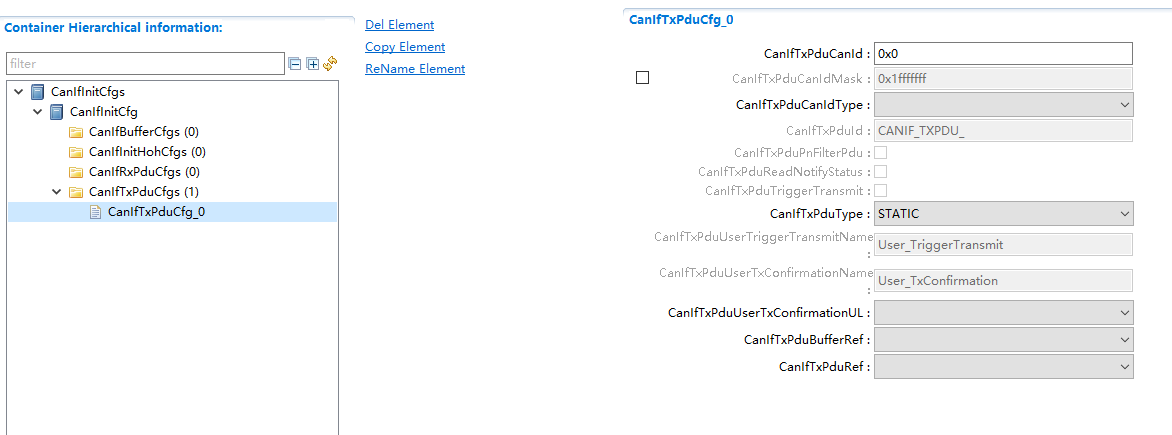 Container Hierarchical information:
filter
CanIfInitCfgs
CanIfInitCfg
CanIfBufferCfgs (0)
CanIfInitHohCfgs (0)
CanIfRxPduCfgs (0)
CanIfTxPduCfgs (1)
CanIfTxPduCfg_0
Del Element
Copy Element
ReName Element
CanIfTxPduCfg_0
CanIfTxPduCanId : 0x0
CanIfTxPduCanIdMask : 0x1fffffff
CanIfTxPduCanIdType :
CanIfTxPduId : CANIF_TXPDU_
CanIfTxPduPnFilterPdu :
CanIfTxPduReadNotifyStatus :
CanIfTxPduTriggerTransmit :
CanIfTxPduType : STATIC
CanIfTxPduUserTriggerTransmitName : User_TriggerTransmit
CanIfTxPduUserTxConfirmationName : User_TxConfirmation
CanIfTxPduUserTxConfirmationUL :
CanIfTxPduBufferRef :
CanIfTxPduRef :